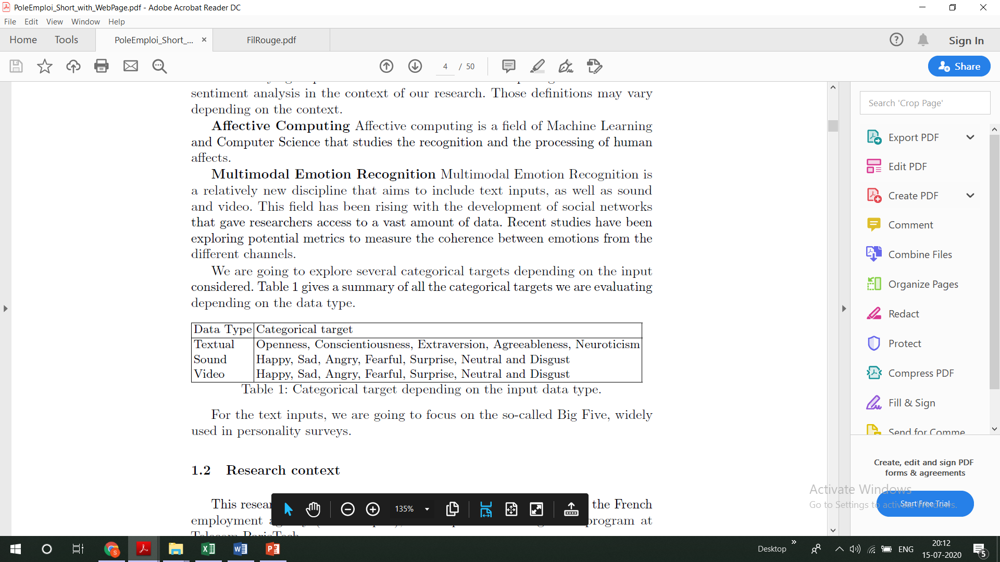 PoleEmploi_Short_with_WebPage.pdf - Adobe Acrobat Reader DC
File Edit View Window Help
Home Tools PoleEmploi_Short_... × FilRouge.pdf Sign In
4 / 50
Share
sentiment analysis in the context of our research. Those definitions may vary
depending on the context.
Affective Computing Affective computing is a field of Machine Learning
and Computer Science that studies the recognition and the processing of human
affects.
Multimodal Emotion Recognition Multimodal Emotion Recognition is
a relatively new discipline that aims to include text inputs, as well as sound
and video. This field has been rising with the development of social networks
that gave researchers access to a vast amount of data. Recent studies have been
exploring potential metrics to measure the coherence between emotions from the
different channels.
We are going to explore several categorical targets depending on the input
considered. Table 1 gives a summary of all the categorical targets we are evaluating
depending on the data type.
Data Type Categorical target
Textual Openness, Conscientiousness, Extraversion, Agreeableness, Neuroticism
Sound Happy, Sad, Angry, Fearful, Surprise, Neutral and Disgust
Video Happy, Sad, Angry, Fearful, Surprise, Neutral and Disgust
Table 1: Categorical target depending on the input data type.
For the text inputs, we are going to focus on the so-called Big Five, widely
used in personality surveys.
1.2 Research context
This resear the French
employment program at
Telecom ParisTech
135%
Search 'Crop Page'
Export PDF
Edit PDF
Create PDF
Comment
Combine Files
Organize Pages
Redact
Protect
Compress PDF
Fill & Sign
Send for Comme
Create, edit and sign PDF
forms & agreements
Start Free Trial
Activate Windows
Go to Settings to activate Windows.
Desktop
ENG
20:12
15-07-2020
5